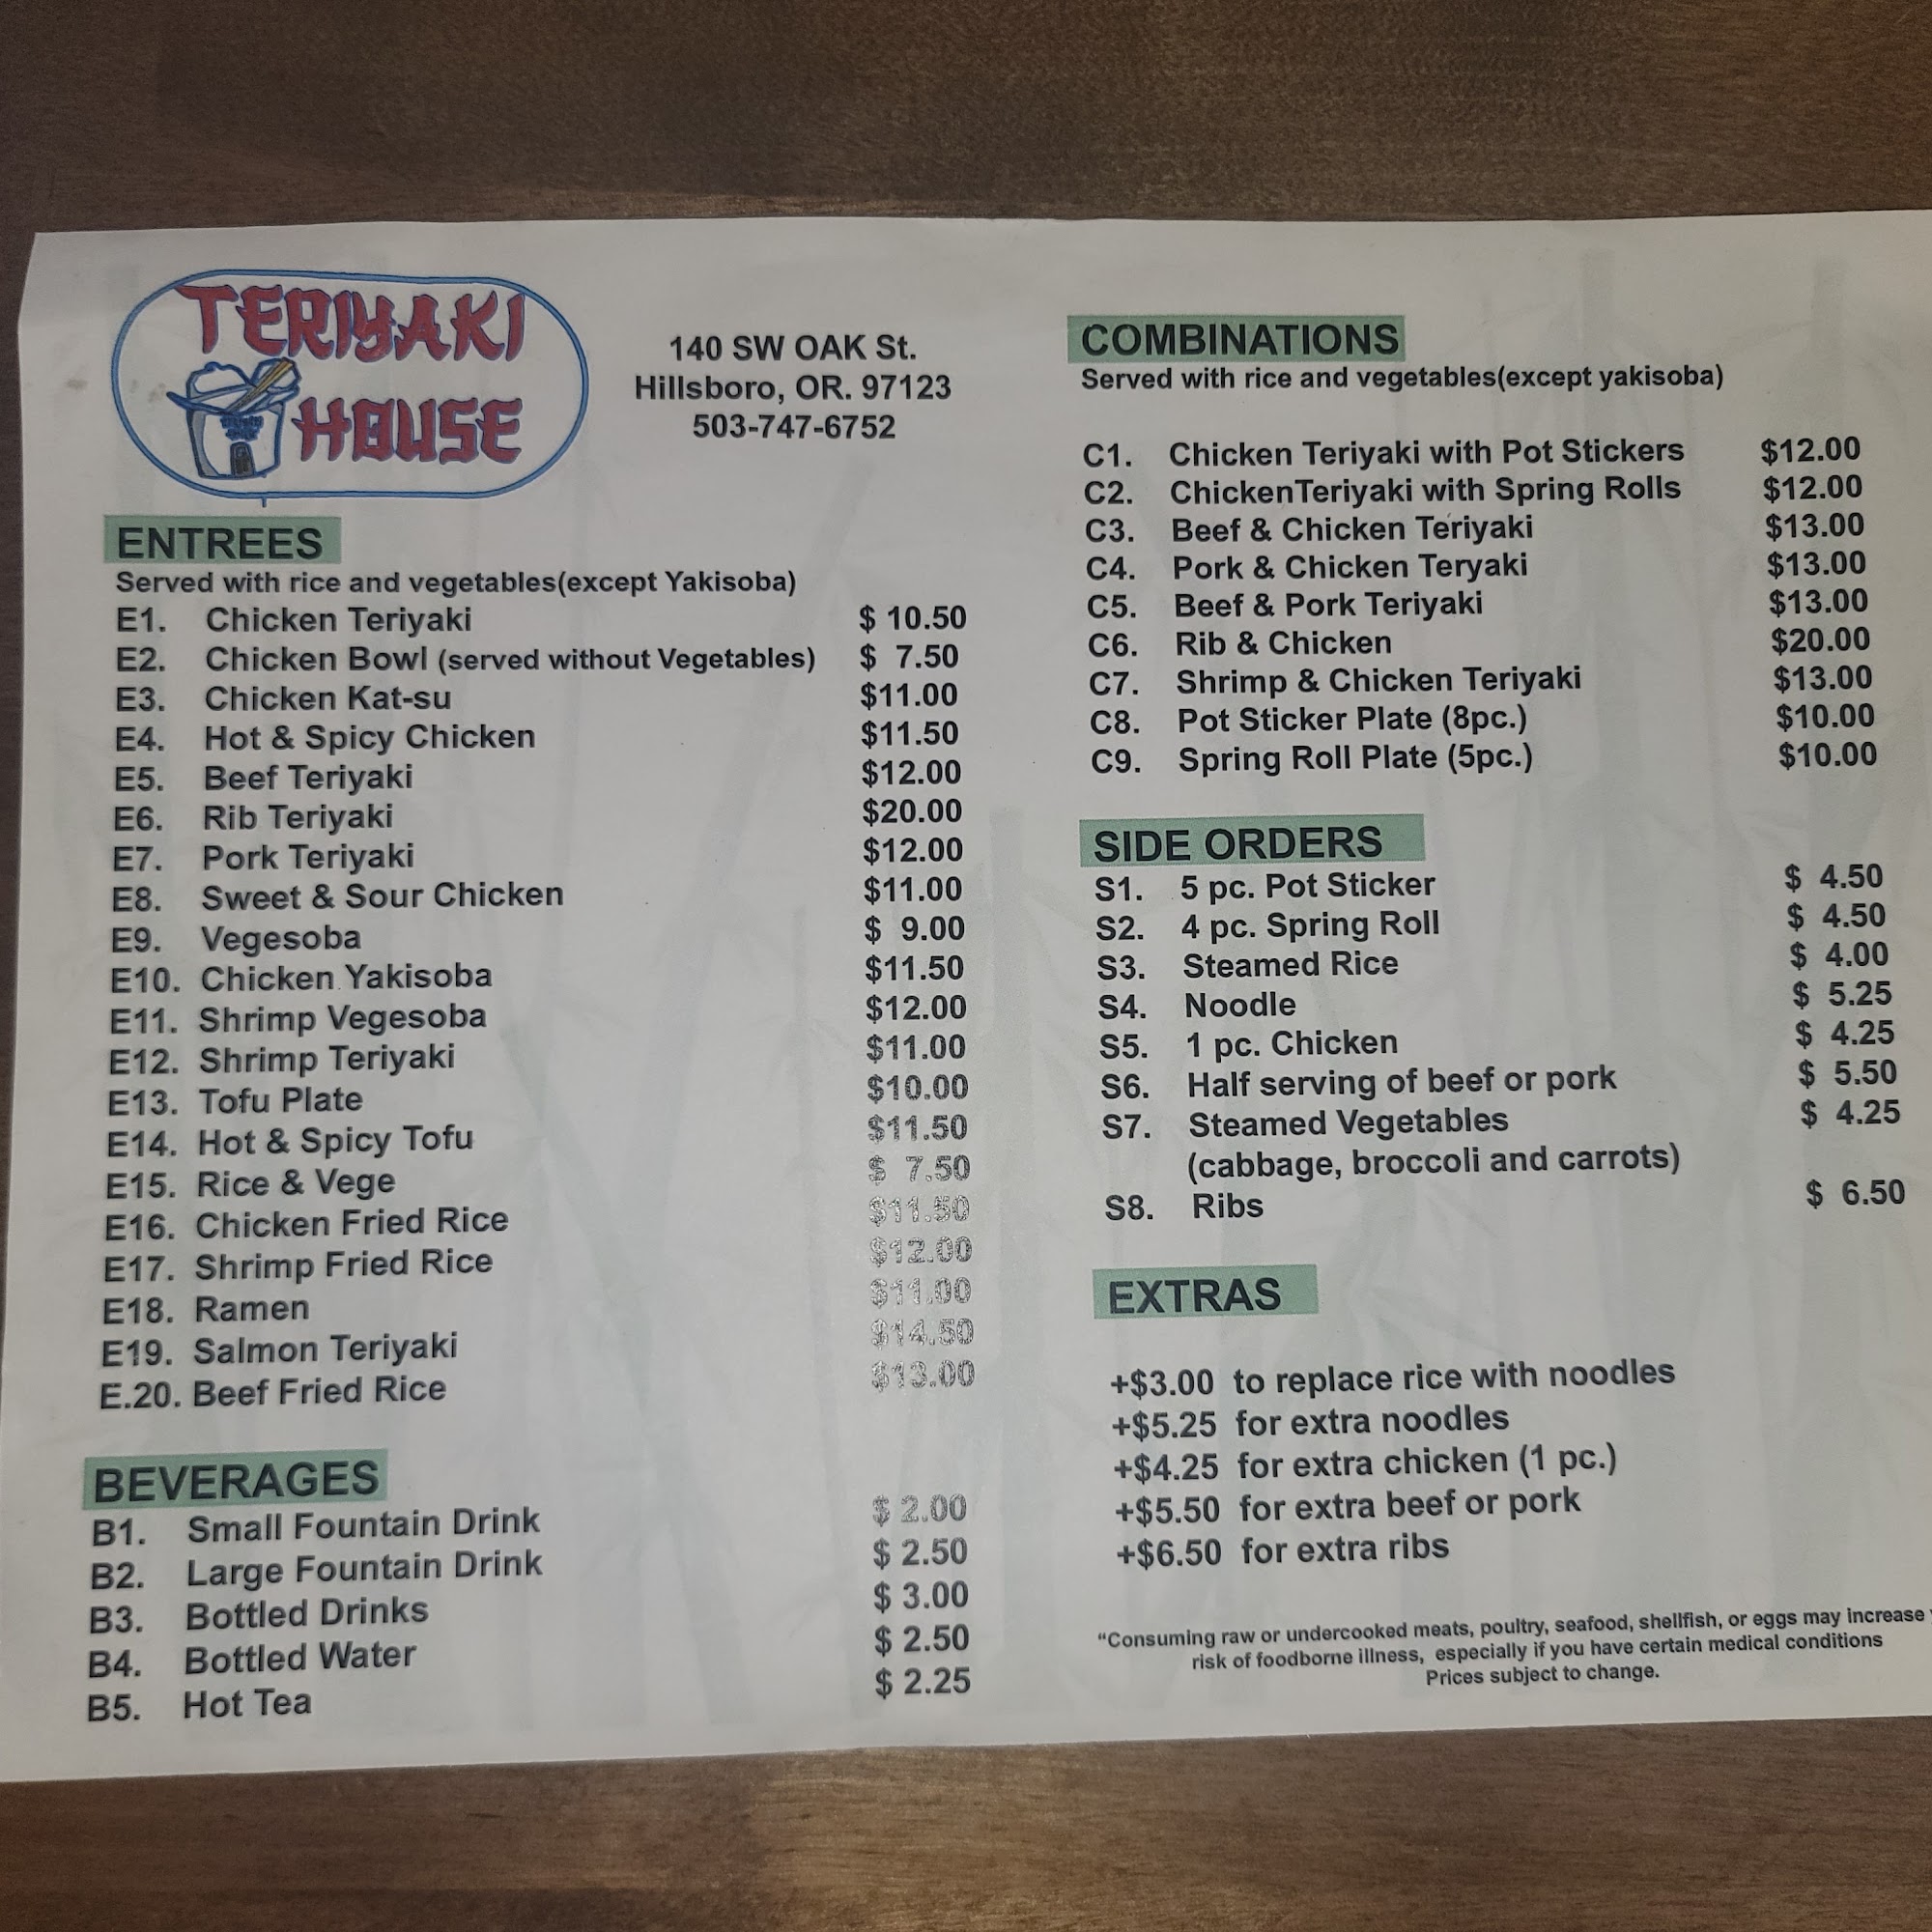 TERIYAKI
HOUSE
140 SW OAK St.
Hillsboro, OR. 97123
503-747-6752
ENTREES
Served with rice and vegetables(except Yakisoba)
E1. Chicken Teriyaki $ 10.50
E2. Chicken Bowl (served without Vegetables) $ 7.50
E3. Chicken Kat-su $11.00
E4. Hot & Spicy Chicken $11.50
E5. Beef Teriyaki $12.00
E6. Rib Teriyaki $20.00
E7. Pork Teriyaki $12.00
E8. Sweet & Sour Chicken $11.00
E9. Vegesoba $ 9.00
E10. Chicken Yakisoba $11.50
E11. Shrimp Vegesoba $12.00
E12. Shrimp Teriyaki $11.00
E13. Tofu Plate $10.00
E14. Hot & Spicy Tofu $11.50
E15. Rice & Vege $ 7.50
E16. Chicken Fried Rice $11.50
E17. Shrimp Fried Rice $12.00
E18. Ramen $11.00
E19. Salmon Teriyaki $14.50
E.20. Beef Fried Rice $13.00
BEVERAGES
B1. Small Fountain Drink $ 2.00
B2. Large Fountain Drink $ 2.50
B3. Bottled Drinks $ 3.00
B4. Bottled Water $ 2.50
B5. Hot Tea $ 2.25
COMBINATIONS
Served with rice and vegetables(except yakisoba)
C1. Chicken Teriyaki with Pot Stickers $12.00
C2. ChickenTeriyaki with Spring Rolls $12.00
C3. Beef & Chicken Teriyaki $13.00
C4. Pork & Chicken Teryaki $13.00
C5. Beef & Pork Teriyaki $13.00
C6. Rib & Chicken $20.00
C7. Shrimp & Chicken Teriyaki $13.00
C8. Pot Sticker Plate (8pc.) $10.00
C9. Spring Roll Plate (5pc.) $10.00
SIDE ORDERS
S1. 5 pc. Pot Sticker $ 4.50
S2. 4 pc. Spring Roll $ 4.50
S3. Steamed Rice $ 4.00
S4. Noodle $ 5.25
S5. 1 pc. Chicken $ 4.25
S6. Half serving of beef or pork $ 5.50
S7. Steamed Vegetables $ 4.25
(cabbage, broccoli and carrots)
S8. Ribs $ 6.50
EXTRAS
+$3.00 to replace rice with noodles
+$5.25 for extra noodles
+$4.25 for extra chicken (1 pc.)
+$5.50 for extra beef or pork
+$6.50 for extra ribs
“Consuming raw or undercooked meats, poultry, seafood, shellfish, or eggs may increase
risk of foodborne illness, especially if you have certain medical conditions
Prices subject to change.